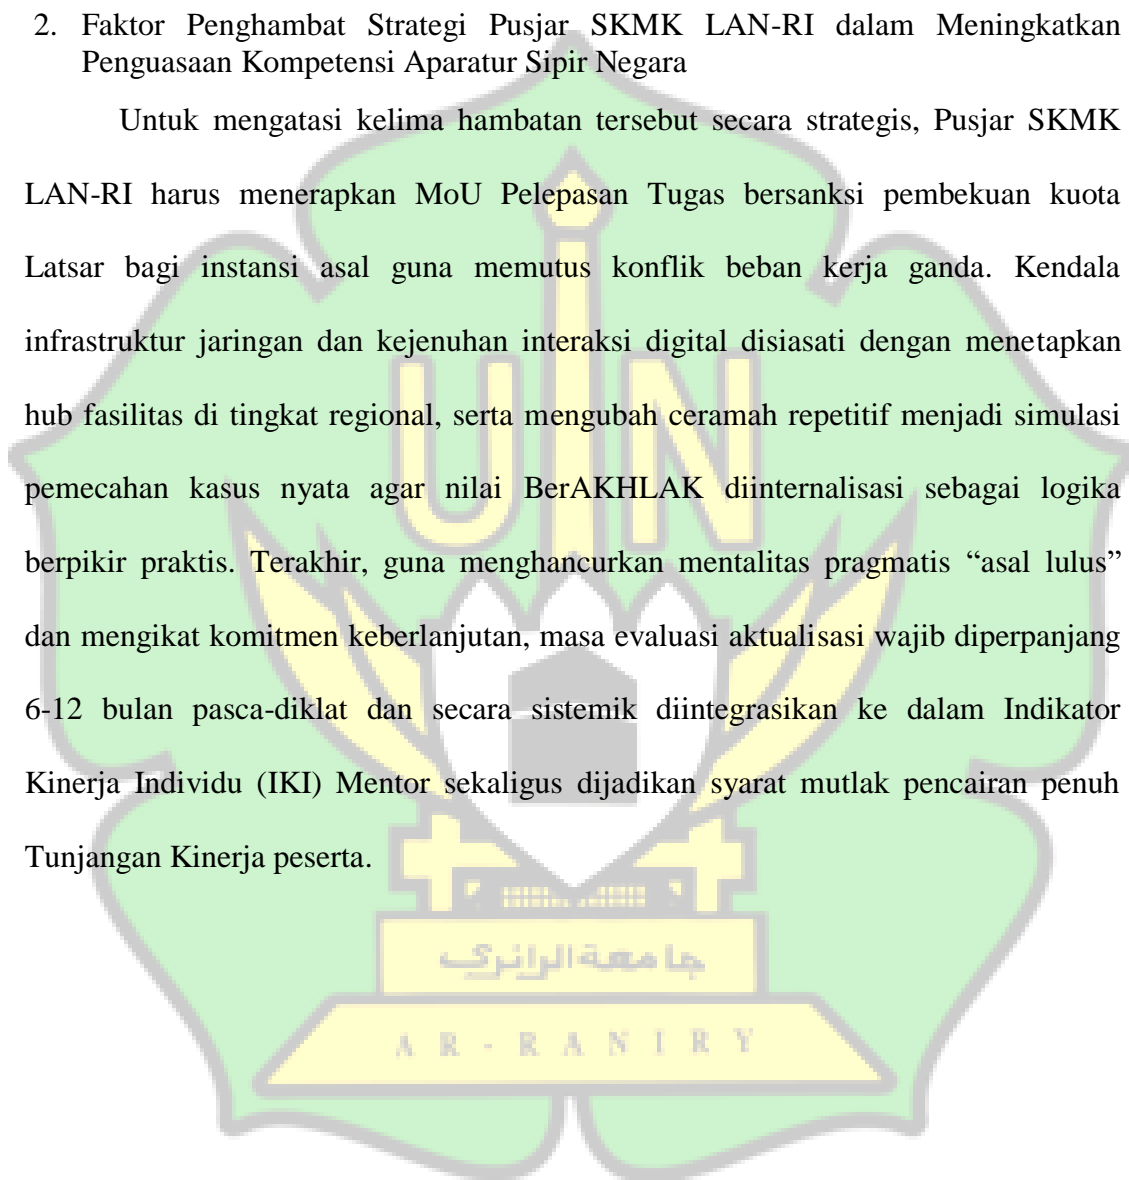 2. Faktor Penghambat Strategi Pusjar SKMK LAN-RI dalam Meningkatkan
Penguasaan Kompetensi Aparatur Sipir Negara
Untuk mengatasi kelima hambatan tersebut secara strategis, Pusjar SKMK
LAN-RI harus menerapkan MoU Pelepasan Tugas bersanksi pembekuan kuota
Latsar bagi instansi asal guna memutus konflik beban kerja ganda. Kendala
infrastruktur jaringan dan kejenuhan interaksi digital disiasati dengan menetapkan
hub fasilitas di tingkat regional, serta mengubah ceramah repetitif menjadi simulasi
pemecahan kasus nyata agar nilai BerAKHLAK diinternalisasi sebagai logika
berpikir praktis. Terakhir, guna menghancurkan mentalitas pragmatis “asal lulus”
dan mengikat komitmen keberlanjutan, masa evaluasi aktualisasi wajib diperpanjang
6-12 bulan pasca-diklat dan secara sistemik diintegrasikan ke dalam Indikator
Kinerja Individu (IKI) Mentor sekaligus dijadikan syarat mutlak pencairan penuh
Tunjangan Kinerja peserta.
UIN
جامعة الرانري
AR-RANIRY